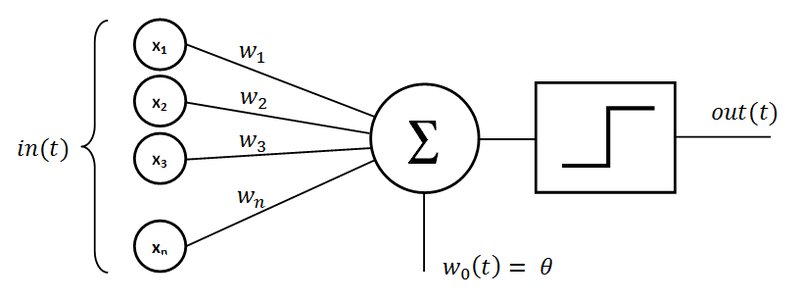 in(t)
x₁
x₂
x₃
xₙ
w₁
w₂
w₃
wₙ
Σ
w₀(t) = θ
out(t)